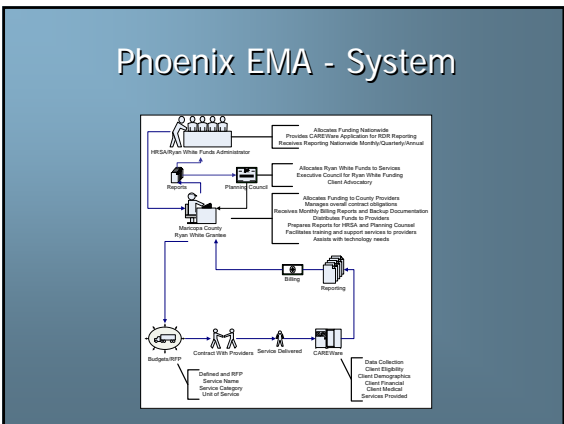 Phoenix EMA - System
Allocates Funding Nationwide
Provides CAREWare Application for RDR Reporting
Receives Reporting Nationwide Monthly/Quarterly/Annual
HRSA/Ryan White Funds Administrator
Allocates Ryan White Funds to Services
Executive Council for Ryan White Funding
Client Advocatory
Reports
Planning Council
Allocates Funding to County Providers
Manages overall contract obligations
Receives Monthly Billing Reports and Backup Documentation
Distributes Funds to Providers
Prepares Reports for HRSA and Planning Counsel
Facilitates training and support services to providers
Assists with technology needs
Maricopa County
Ryan White Grantee
Billing
Reporting
Budgets/RFP
Contract With Providers
Service Delivered
CAREWare
Defined and RFP
Service Name
Service Category
Unit of Service
Data Collection
Client Eligibility
Client Demographics
Client Financial
Client Medical
Services Provided